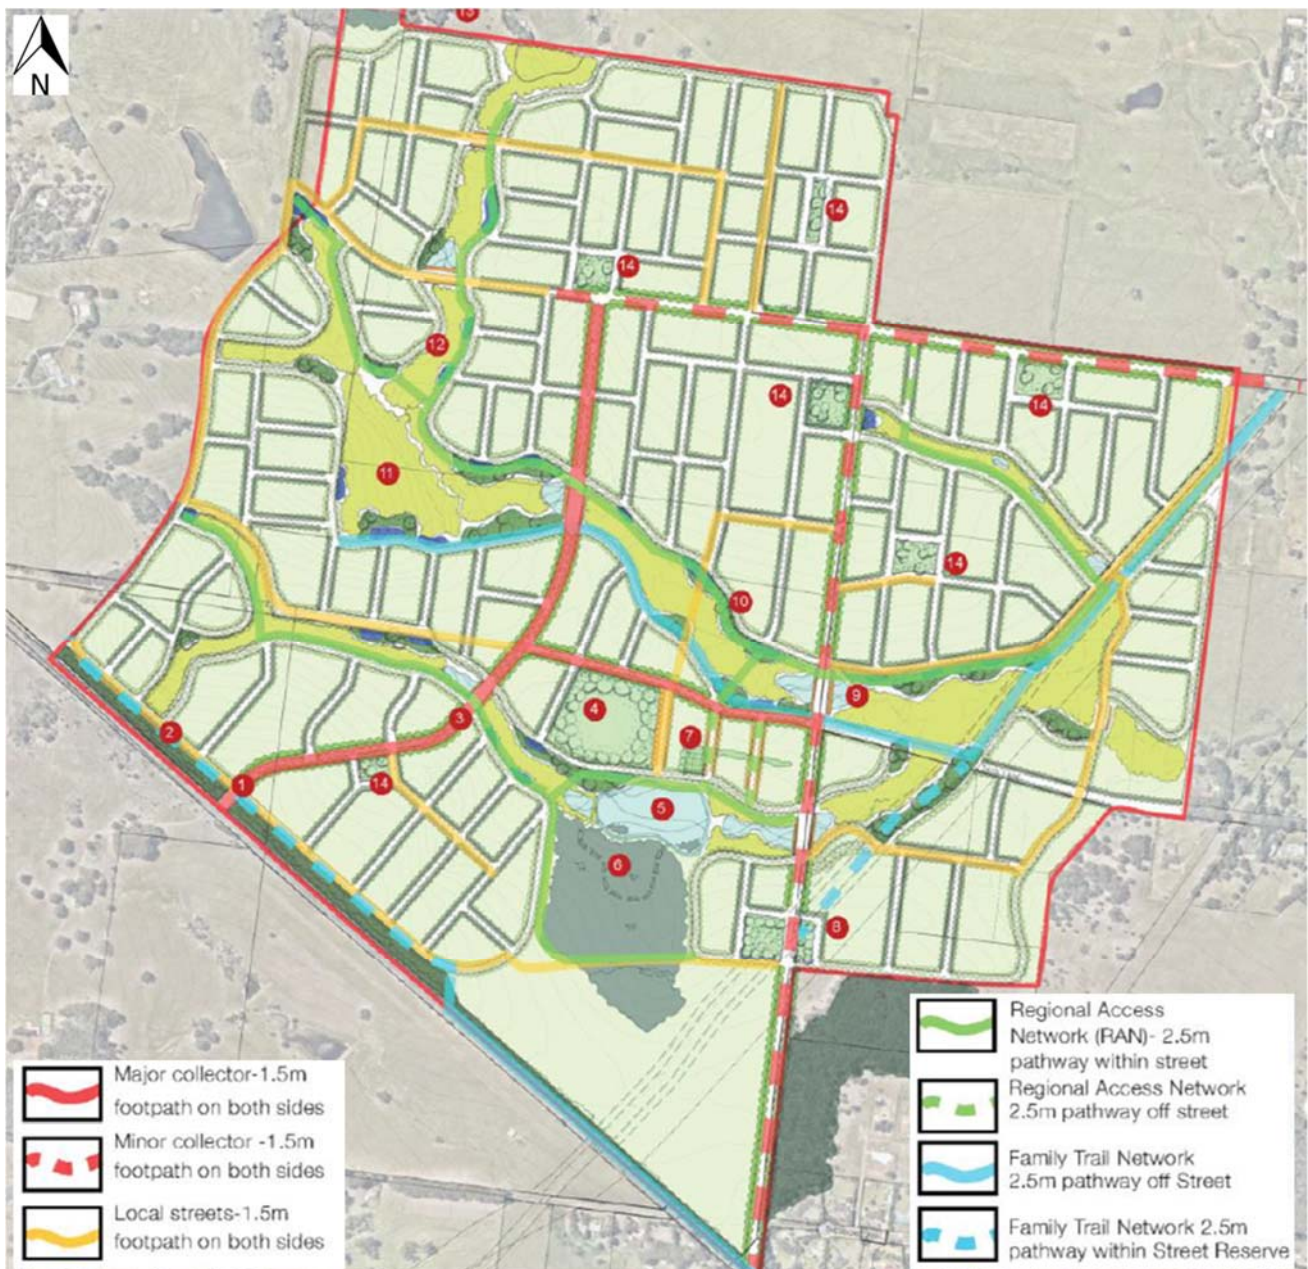 13
N
14
14
12
14
14
11
14
10
9
4
3
7
2
1
14
5
6
8
Major collector-1.5m
footpath on both sides
Minor collector -1.5m
footpath on both sides
Local streets-1.5m
footpath on both sides
Regional Access
Network (RAN)- 2.5m
pathway within street
Regional Access Network
2.5m pathway off street
Family Trail Network
2.5m pathway off Street
Family Trail Network 2.5m
pathway within Street Reserve